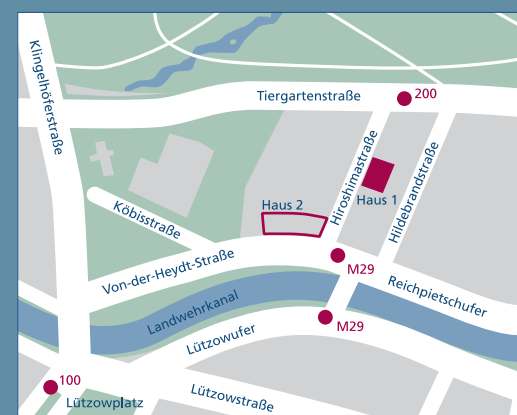 Klingelhöferstraße
Tiergartenstraße
200
Hiroshimastraße
Haus 1
Hildebrandstraße
Haus 2
Köbisstraße
Von-der-Heydt-Straße
M29
Reichpietschufer
Landwehrkanal
M29
Lützowufer
100
Lützowplatz
Lützowstraße